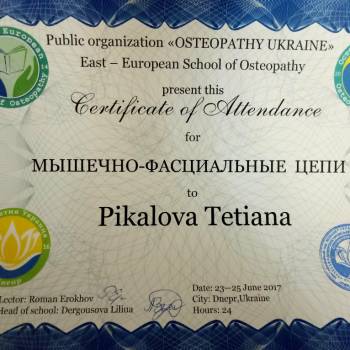 Public organization «OSTEOPATHY UKRAINE»
East – European School of Osteopathy
present this
Certificate of Attendance
for
МЫШЕЧНО-ФАСЦИАЛЬНЫЕ ЦЕПИ
to
Pikalova Tetiana
Lector: Roman Erokhov
Head of school: Dergousova Liliia
Date: 23–25 June 2017
City: Dnepr,Ukraine
Hours: 24